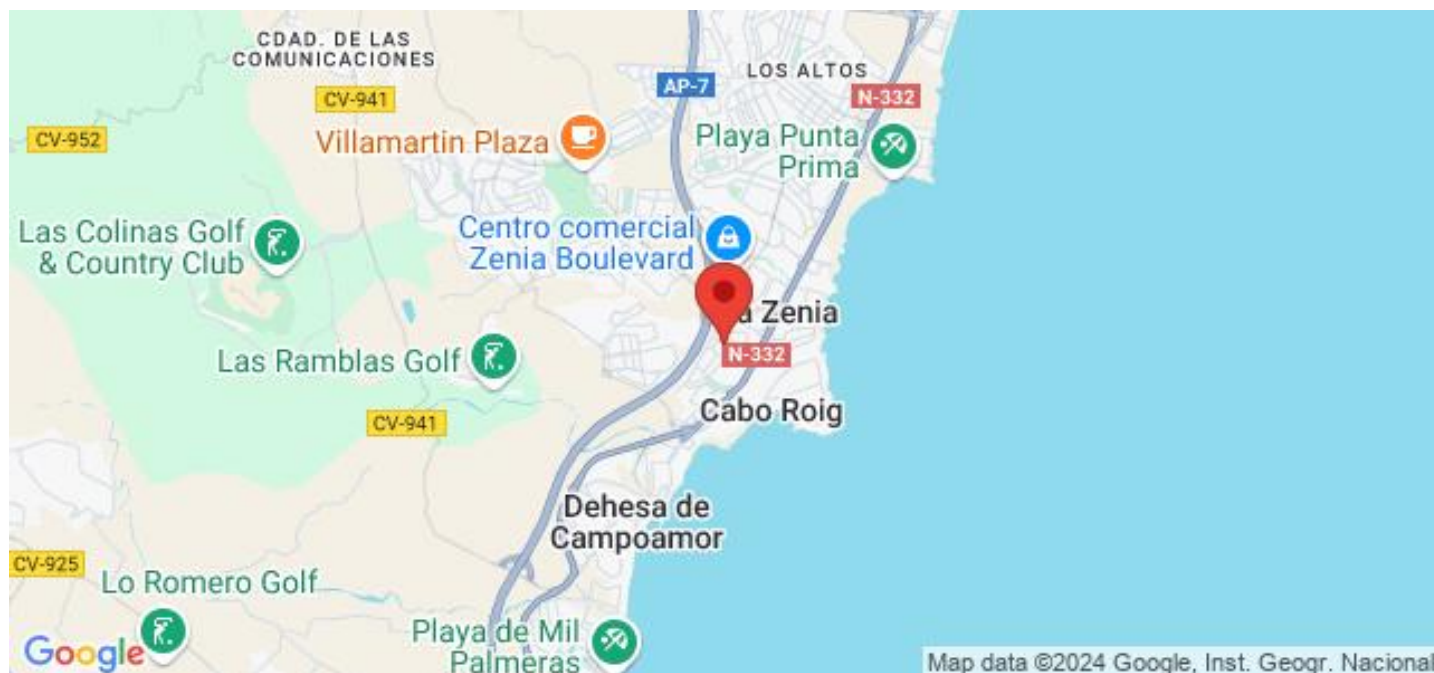 CDAD. DE LAS
COMUNICACIONES
LOS ALTOS
AP-7
CV-941
N-332
CV-952
Villamartin Plaza
Playa Punta
Prima
Las Colinas Golf
& Country Club
Centro comercial
Zenia Boulevard
a Zenia
N-332
Las Ramblas Golf
Cabo Roig
CV-941
Dehesa de
Campoamor
CV-925
Lo Romero Golf
Playa de Mil
Palmeras
Google
Map data ©2024 Google, Inst. Geogr. Nacional